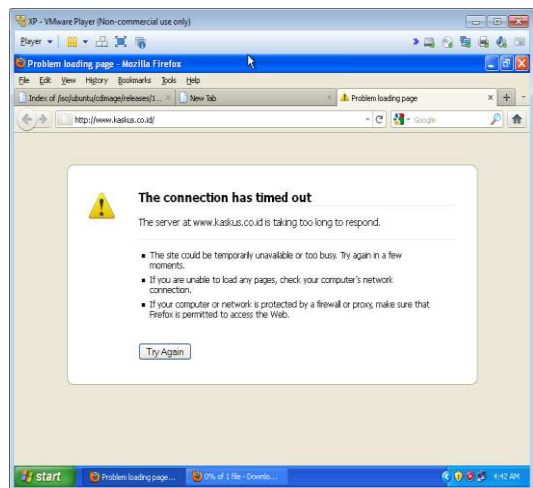 XP - VMware Player (Non-commercial use only)
Player
Problem loading page - Mozilla Firefox
File Edit View History Bookmarks Tools Help
Index of /iso/ubuntu/cdimage/releases/1... New Tab Problem loading page
http://www.kaskus.co.id/ Google
The connection has timed out
The server at www.kaskus.co.id is taking too long to respond.
The site could be temporarily unavailable or too busy. Try again in a few
moments.
If you are unable to load any pages, check your computer's network
connection.
If your computer or network is protected by a firewall or proxy, make sure that
Firefox is permitted to access the Web.
Try Again
start Problem loading page... 0% of 1 file - Downlo... 4:42 AM